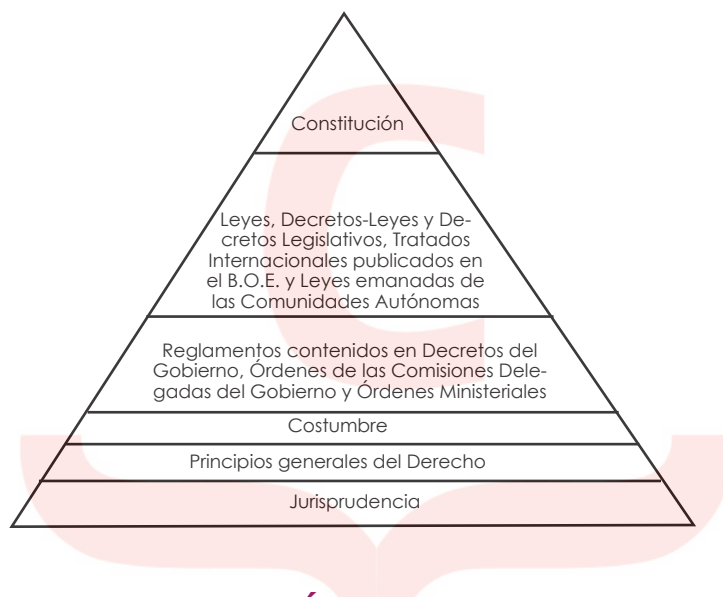 Constitución
Leyes, Decretos-Leyes y De-
cretos Legislativos, Tratados
Internacionales publicados en
el B.O.E. y Leyes emanadas de
las Comunidades Autónomas
Reglamentos contenidos en Decretos del
Gobierno, Órdenes de las Comisiones Dele-
gadas del Gobierno y Órdenes Ministeriales
Costumbre
Principios generales del Derecho
Jurisprudencia